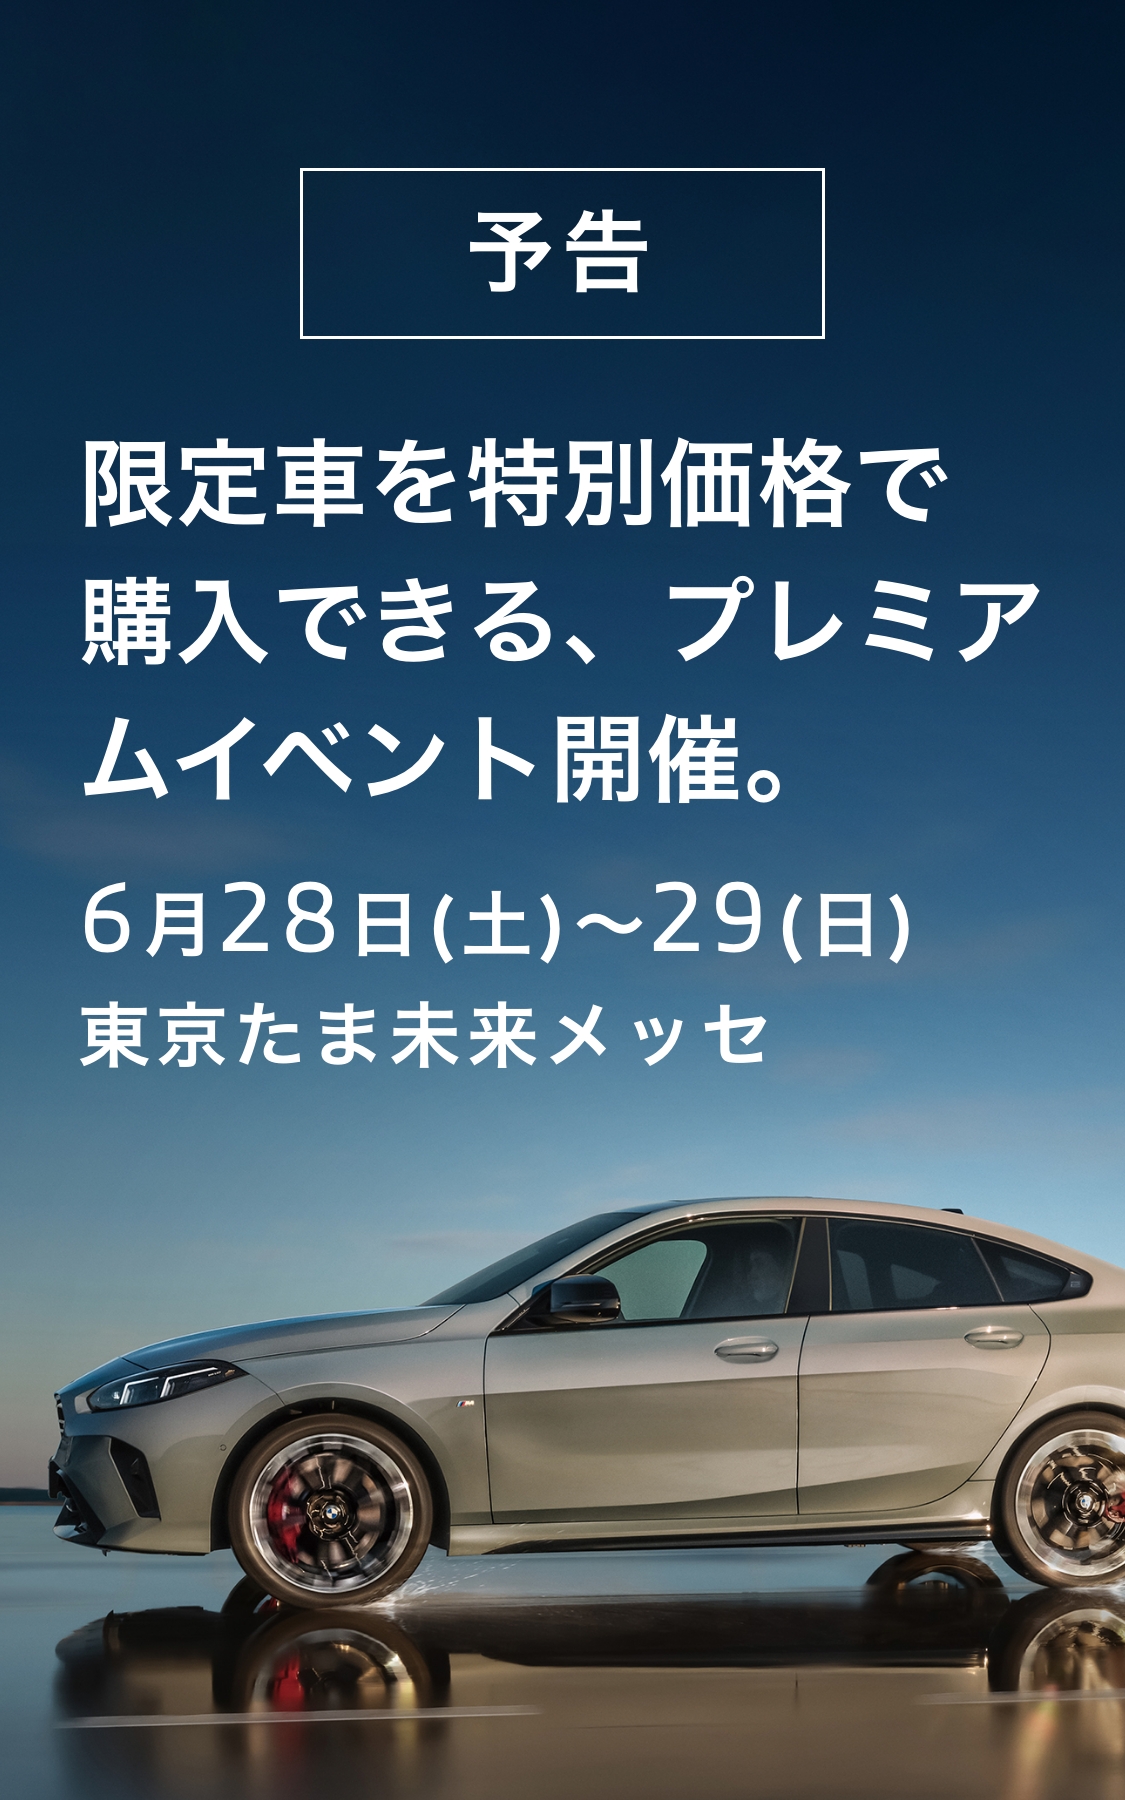 予告
限定車を特別価格で
購入できる、プレミア
ムイベント開催。
6月28日(土)~29(日)
東京たま未来メッセ